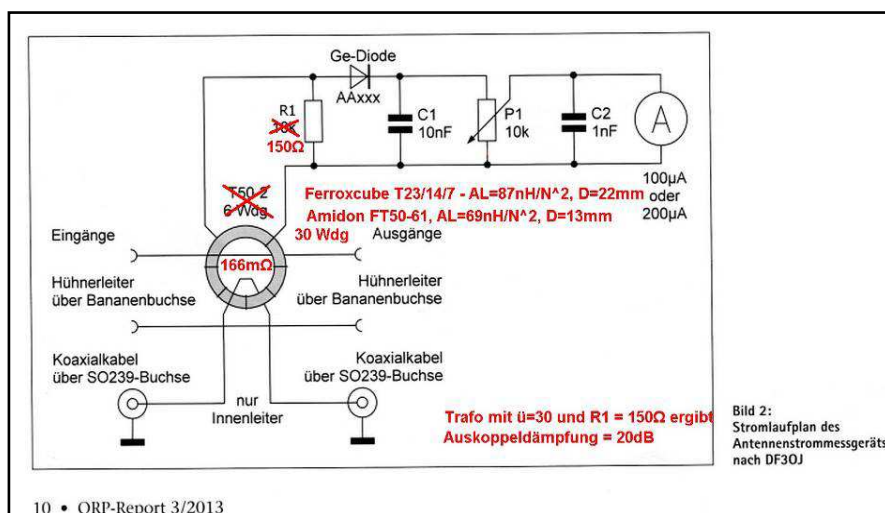 Ge-Diode
AAxxx
R1
10k
150Ω
C1
10nF
P1
10k
C2
1nF
A
100µA
oder
200µA
T50-2
6 Wdg
Ferroxcube T23/14/7 - AL=87nH/N^2, D=22mm
Amidon FT50-61, AL=69nH/N^2, D=13mm
30 Wdg
Eingänge
Ausgänge
166mΩ
Hühnerleiter
über Bananenbuchse
Hühnerleiter
über Bananenbuchse
Koaxialkabel
über SO239-Buchse
Koaxialkabel
über SO239-Buchse
nur
Innenleiter
Trafo mit ü=30 und R1 = 150Ω ergibt
Auskoppeldämpfung = 20dB
Bild 2:
Stromlaufplan des
Antennenstrommessgeräts
nach DF3OJ
10 • QRP-Report 3/2013